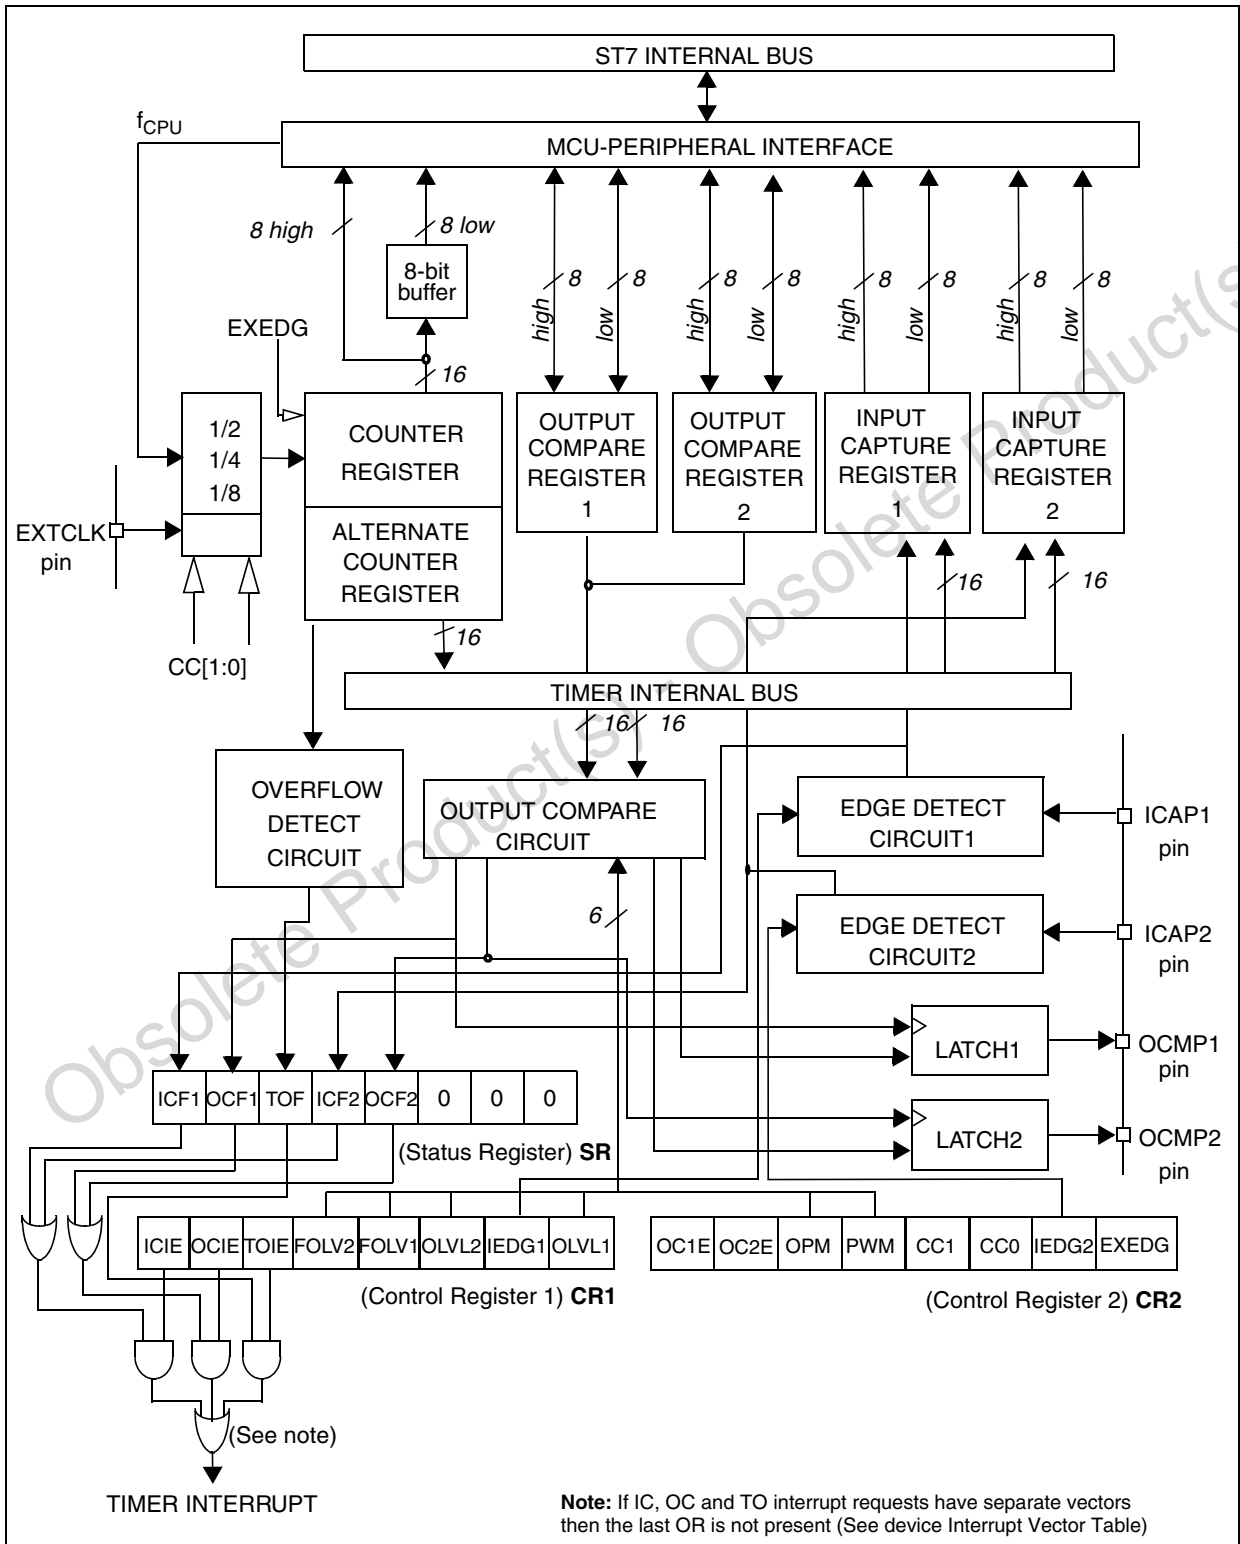 ST7 INTERNAL BUS
fCPU
MCU-PERIPHERAL INTERFACE
8 high
8 low
8-bit
buffer
8
8
8
8
8
8
8
8
high
low
high
low
high
low
high
low
EXEDG
16
1/2
1/4
1/8
COUNTER
REGISTER
ALTERNATE
COUNTER
REGISTER
OUTPUT
COMPARE
REGISTER
1
OUTPUT
COMPARE
REGISTER
2
INPUT
CAPTURE
REGISTER
1
INPUT
CAPTURE
REGISTER
2
EXTCLK
pin
CC[1:0]
16
16
16
TIMER INTERNAL BUS
16
16
OVERFLOW
DETECT
CIRCUIT
OUTPUT COMPARE
CIRCUIT
6
EDGE DETECT
CIRCUIT1
ICAP1
pin
EDGE DETECT
CIRCUIT2
ICAP2
pin
LATCH1
OCMP1
pin
LATCH2
OCMP2
pin
ICF1 OCF1 TOF ICF2 OCF2 0 0 0
(Status Register) SR
ICIE OCIE TOIE FOLV2 FOLV1 OLVL2 IEDG1 OLVL1
(Control Register 1) CR1
OC1E OC2E OPM PWM CC1 CC0 IEDG2 EXEDG
(Control Register 2) CR2
(See note)
TIMER INTERRUPT
Note: If IC, OC and TO interrupt requests have separate vectors
then the last OR is not present (See device Interrupt Vector Table)
Obsolete Product(s) - Obsolete Product(s